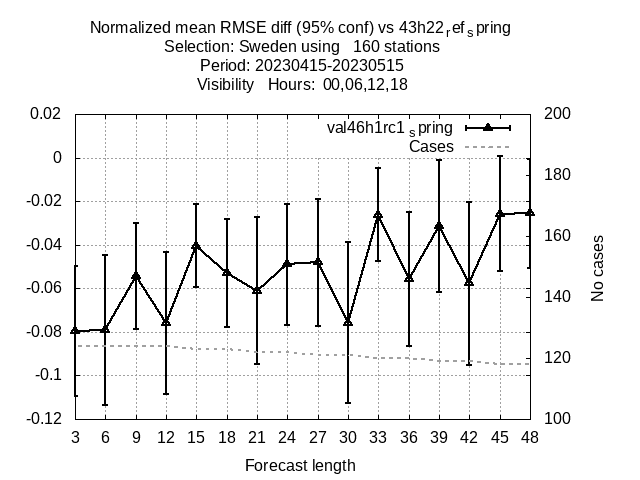 Normalized mean RMSE diff (95% conf) vs 43h22refspring
Selection: Sweden using 160 stations
Period: 20230415-20230515
Visibility Hours: 00,06,12,18
0.02 200
val46h1rc1spring
Cases
0
180
-0.02
160
-0.04
-0.06
140
-0.08
120
-0.1
-0.12 100
No cases
3 6 9 12 15 18 21 24 27 30 33 36 39 42 45 48
Forecast length